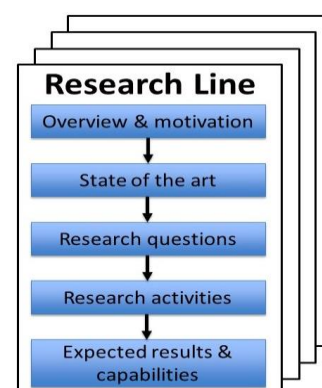 Research Line
Overview & motivation
State of the art
Research questions
Research activities
Expected results &
capabilities